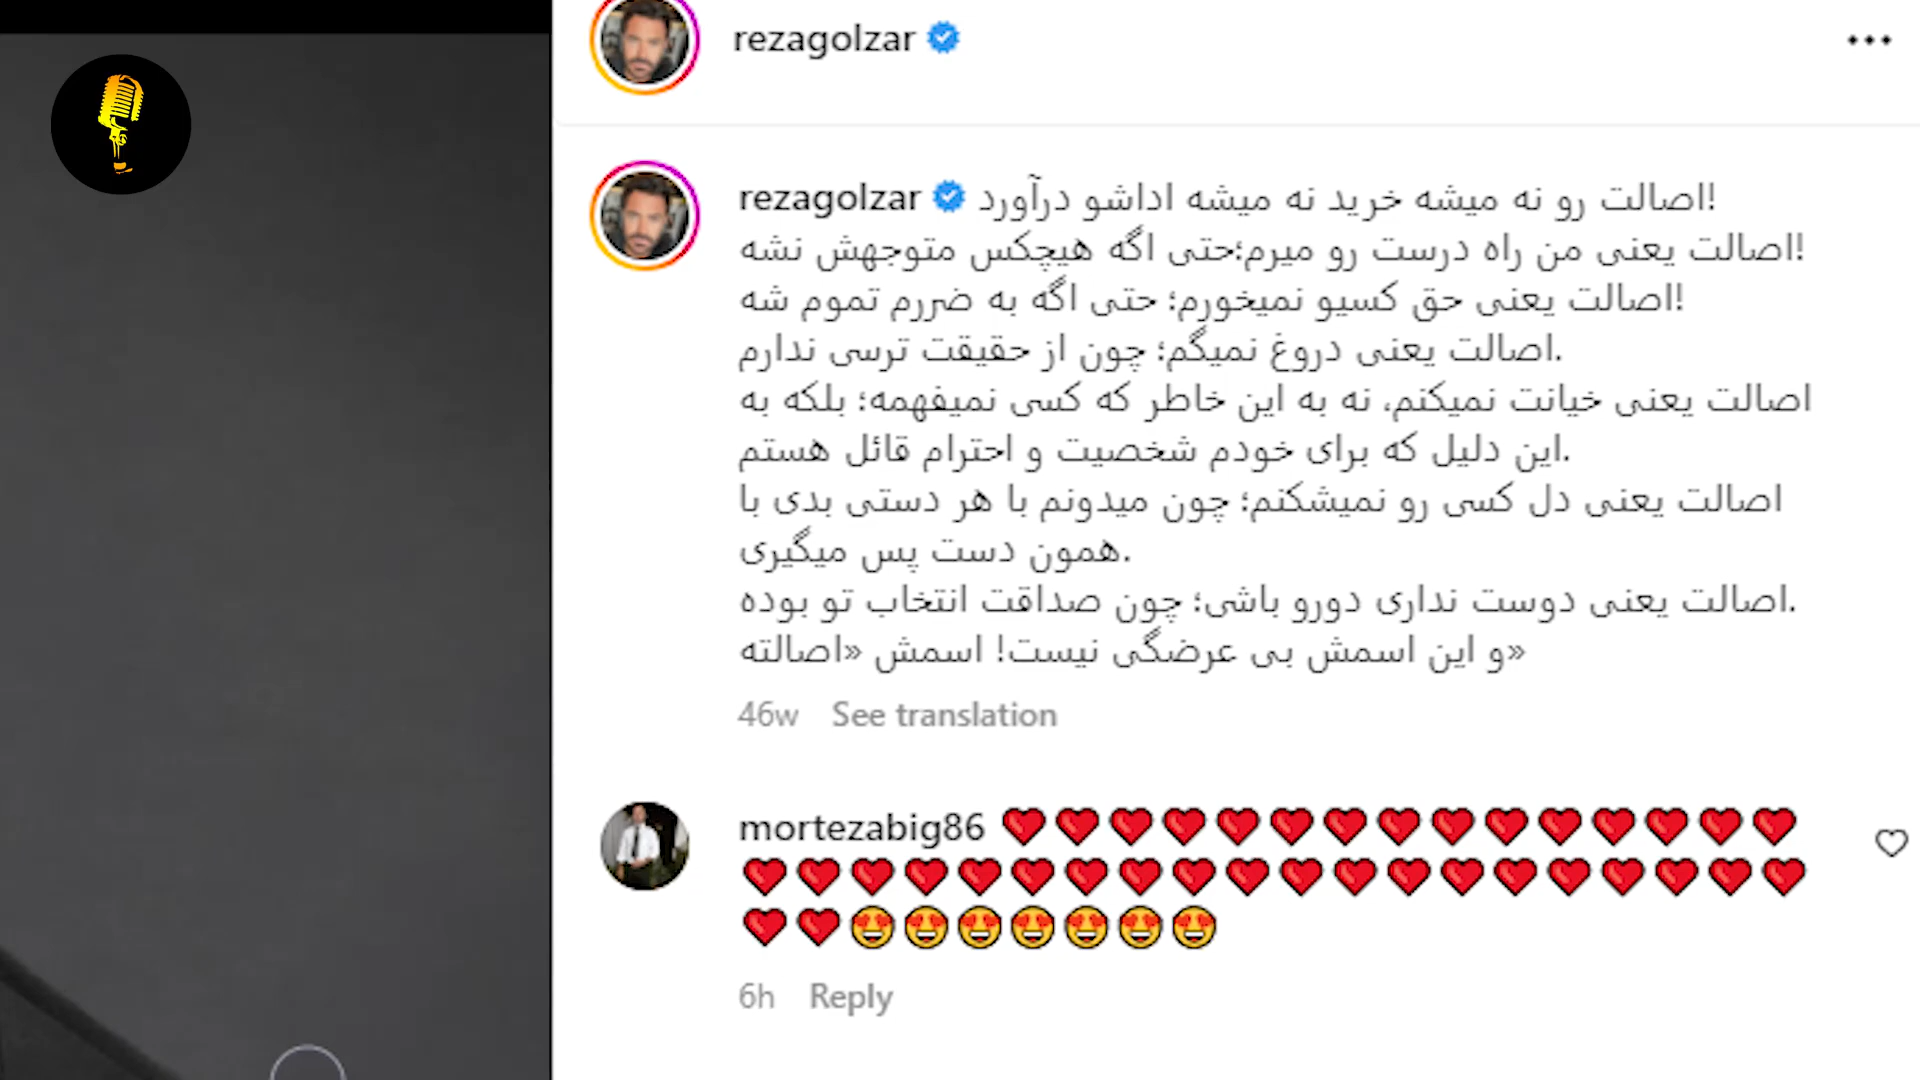 rezagolzar
rezagolzar اصالت رو نه میشه خرید نه میشه اداشو درآورد!
اصالت یعنی من راه درست رو میرم؛حتی اگه هیچکس متوجهش نشه!
اصالت یعنی حق کسیو نمیخورم؛ حتی اگه به ضررم تموم شه!
اصالت یعنی دروغ نمیگم؛ چون از حقیقت ترسی ندارم.
اصالت یعنی خیانت نمیکنم، نه به این خاطر که کسی نمیفهمه؛ بلکه به
این دلیل که برای خودم شخصیت و احترام قائل هستم.
اصالت یعنی دل کسی رو نمیشکنم؛ چون میدونم با هر دستی بدی با
همون دست پس میگیری.
اصالت یعنی دوست نداری دورو باشی؛ چون صداقت انتخاب تو بوده.
و این اسمش بی عرضگی نیست! اسمش «اصالته»
46w See translation
mortezabig86 ❤️❤️❤️❤️❤️❤️❤️❤️❤️❤️❤️❤️❤️❤️❤️
❤️❤️❤️❤️❤️❤️❤️❤️❤️❤️❤️❤️❤️❤️❤️❤️❤️❤️❤️❤️
❤️❤️😍😍😍😍😍😍😍
6h Reply